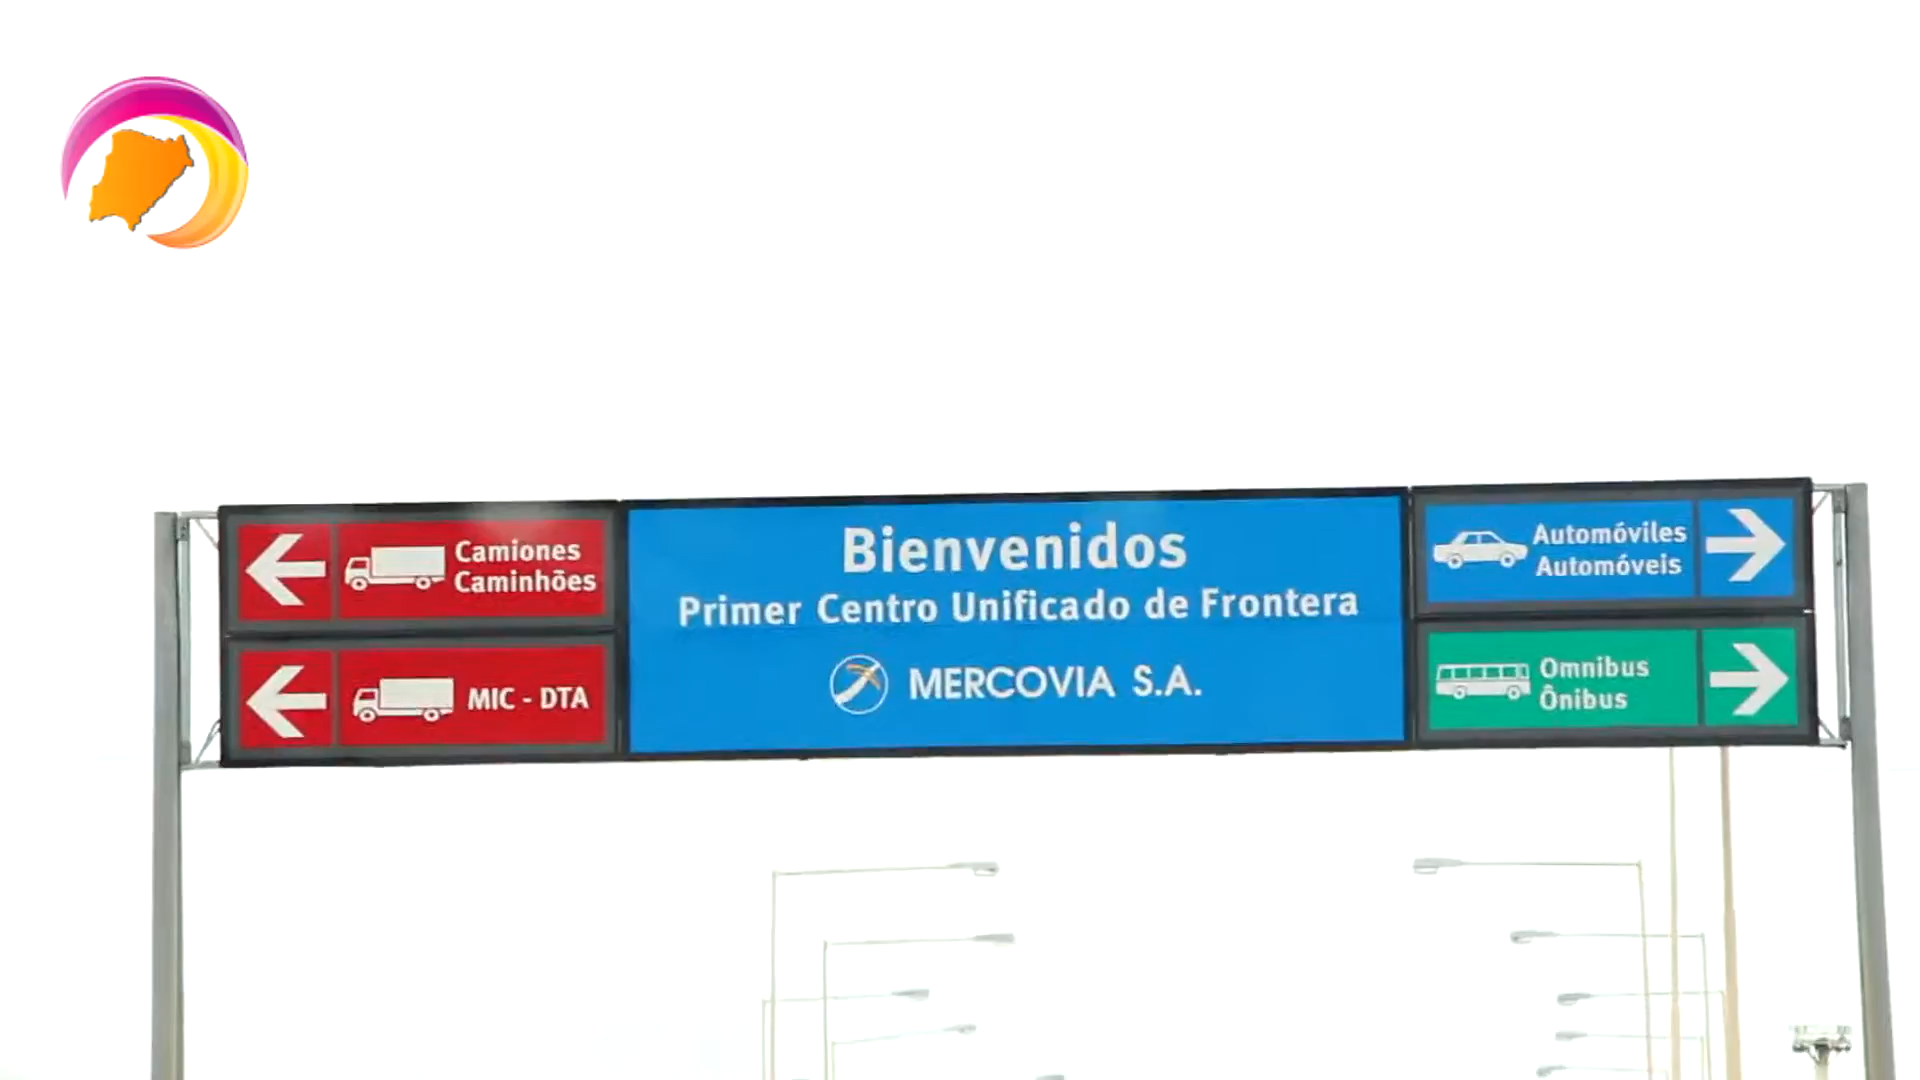 Camiones
Caminhões
MIC - DTA
Bienvenidos
Primer Centro Unificado de Frontera
MERCOVIA S.A.
Automóviles
Automóveis
Omnibus
Ônibus